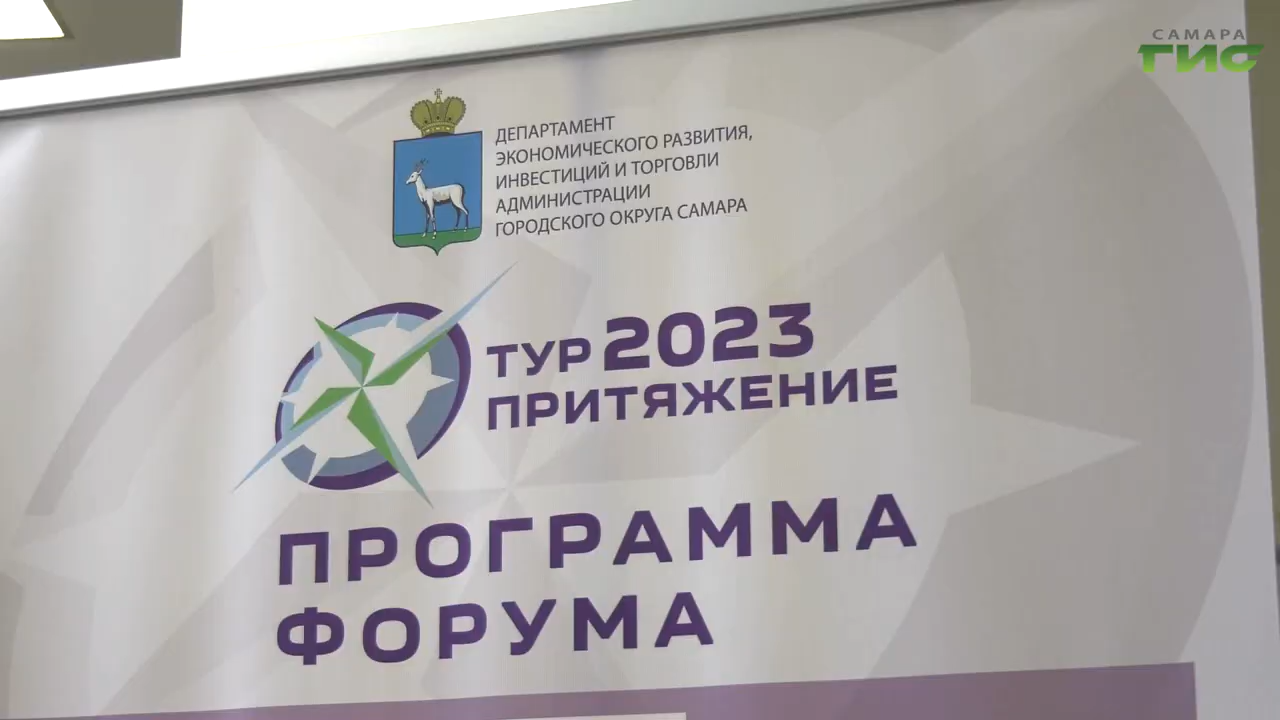 САМАРА
ГИС
ДЕПАРТАМЕНТ
ЭКОНОМИЧЕСКОГО РАЗВИТИЯ,
ИНВЕСТИЦИЙ И ТОРГОВЛИ
АДМИНИСТРАЦИИ
ГОРОДСКОГО ОКРУГА САМАРА
ТУР 2023
ПРИТЯЖЕНИЕ
ПРОГРАММА
ФОРУМА